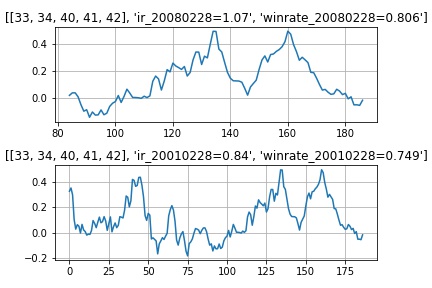 [[33, 34, 40, 41, 42], 'ir_20080228=1.07', 'winrate_20080228=0.806']
0.4
0.2
0.0
80 100 120 140 160 180
[[33, 34, 40, 41, 42], 'ir_20010228=0.84', 'winrate_20010228=0.749']
0.4
0.2
0.0
−0.2
0 25 50 75 100 125 150 175